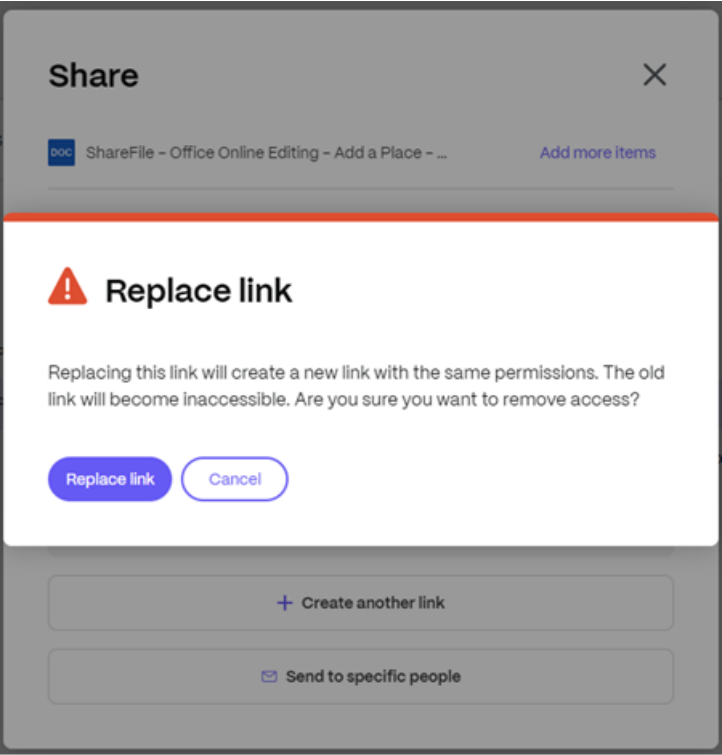 Share
DOC ShareFile – Office Online Editing – Add a Place – ... Add more items
Replace link
Replacing this link will create a new link with the same permissions. The old
link will become inaccessible. Are you sure you want to remove access?
Replace link Cancel
Create another link
Send to specific people